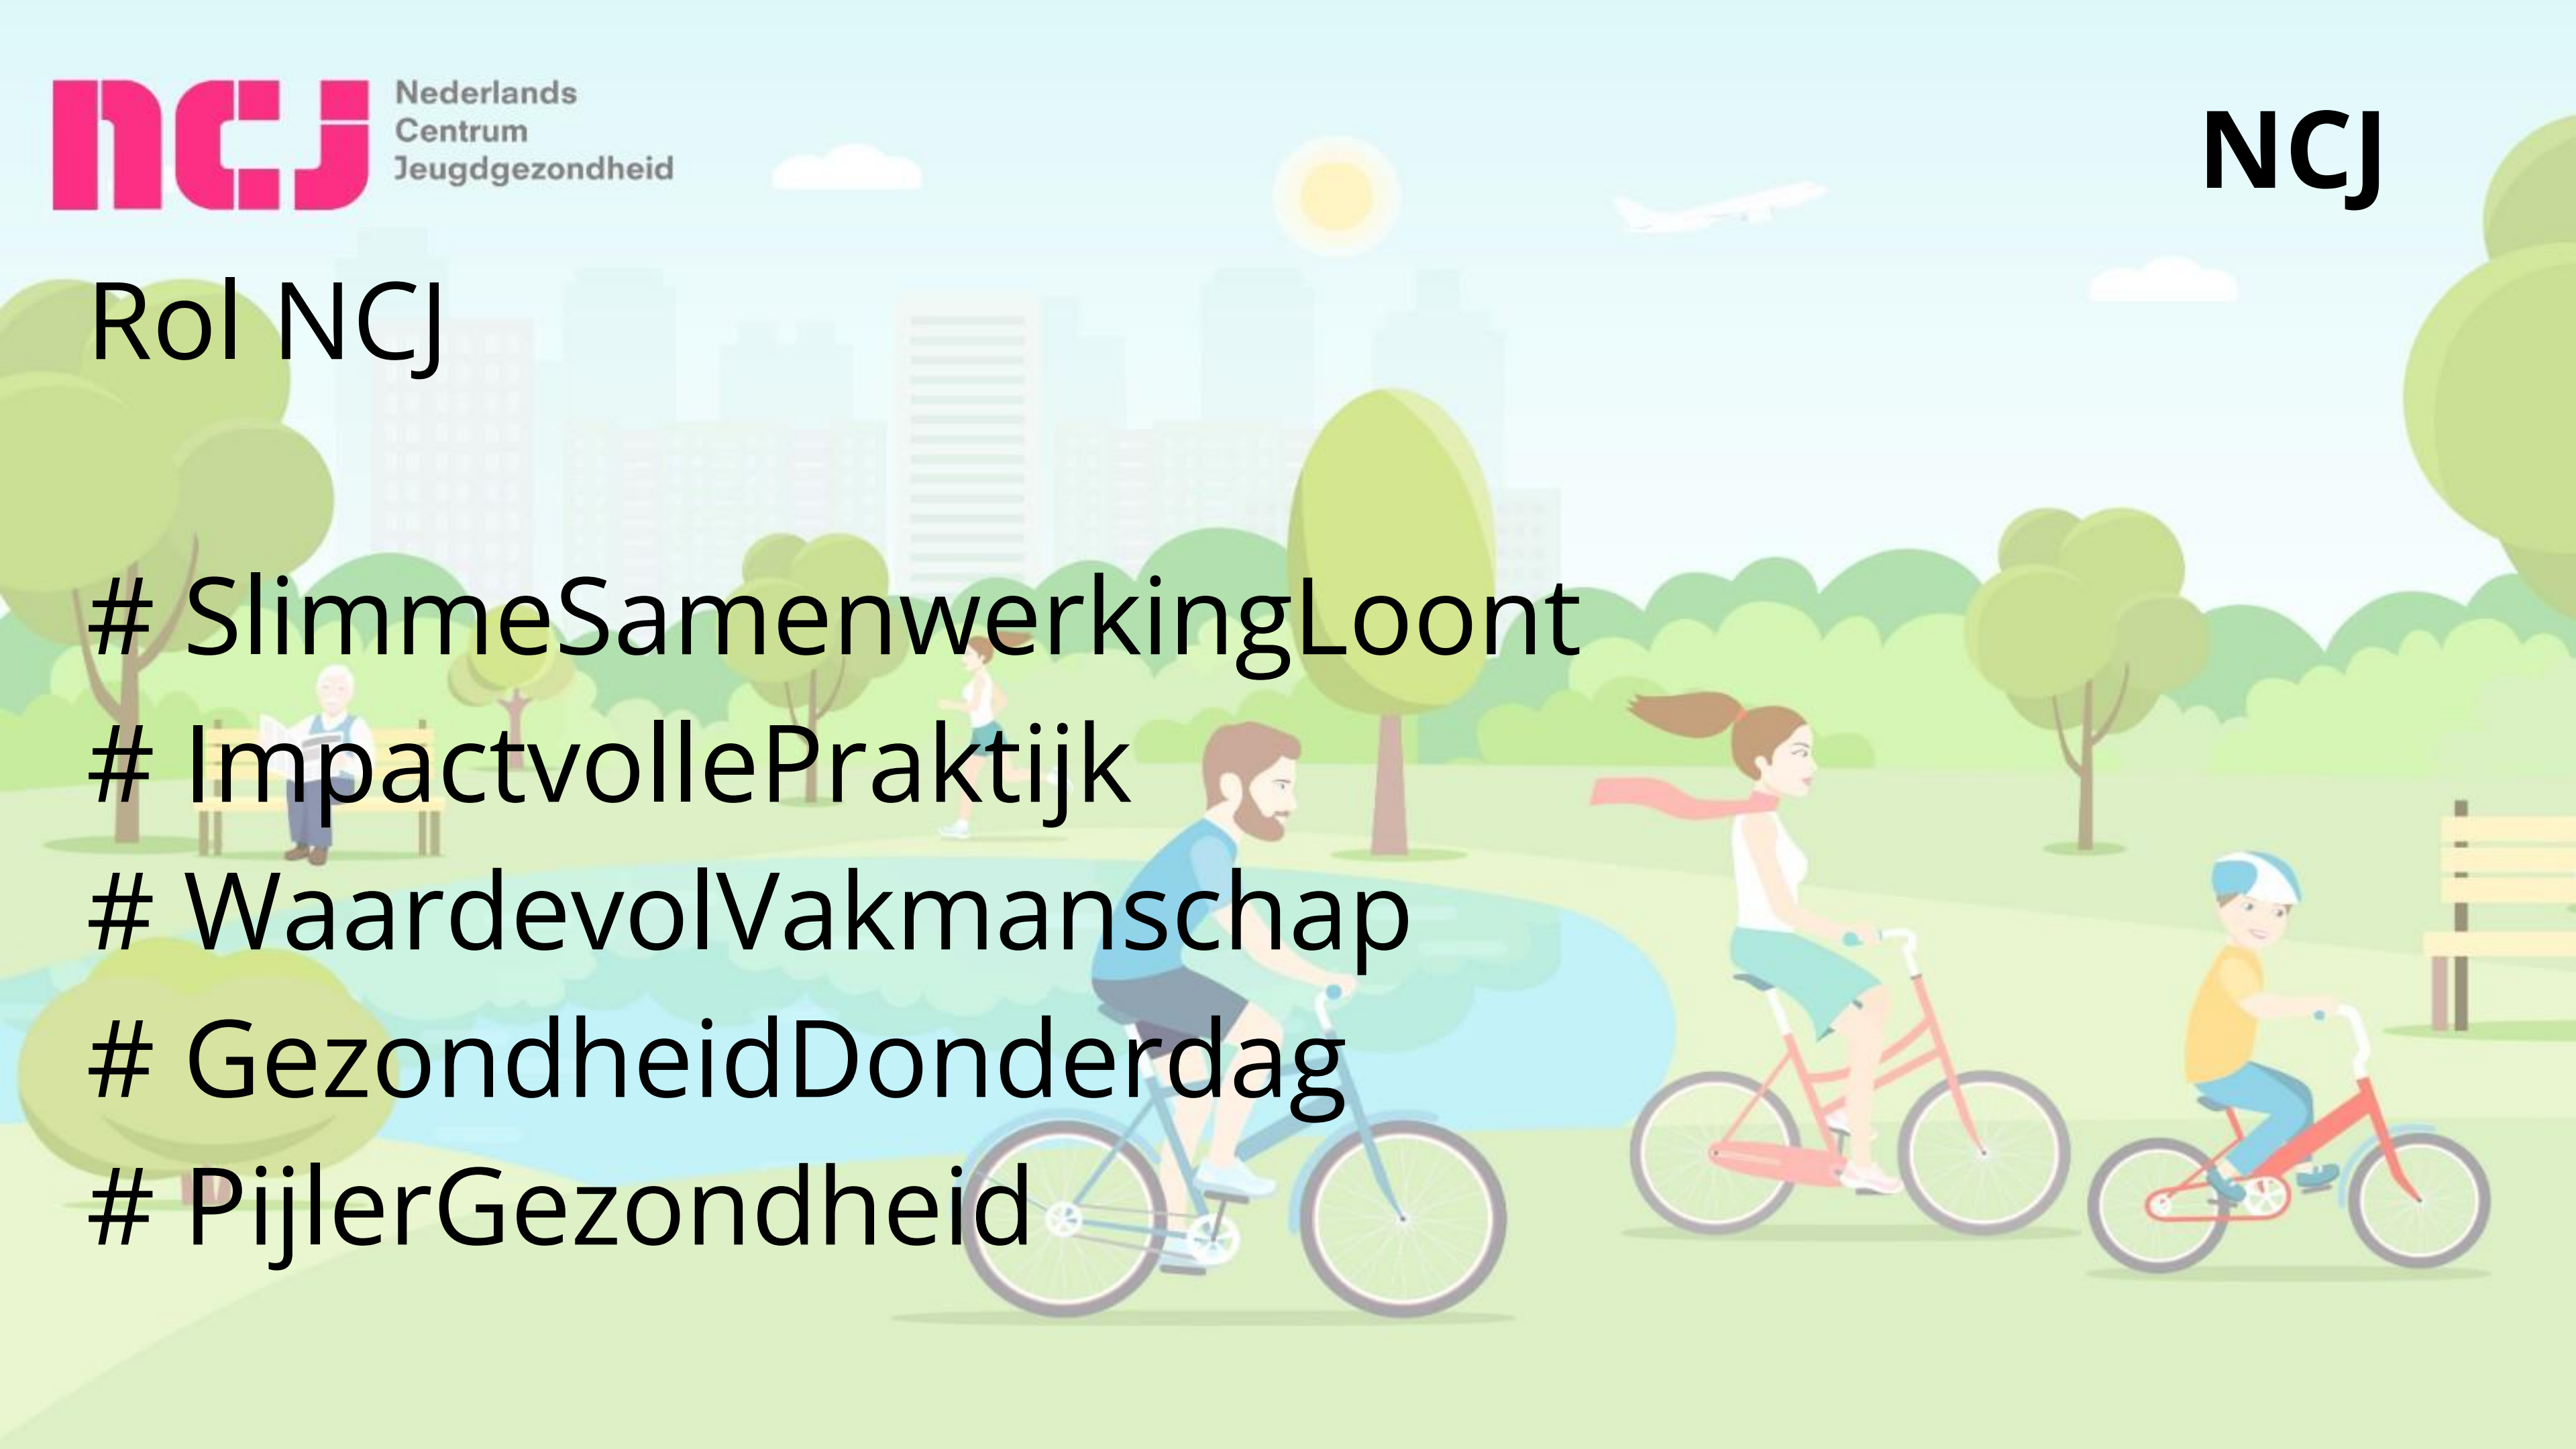 ncj
Nederlands
Centrum
Jeugdgezondheid
NCJ
Rol NCJ
# SlimmeSamenwerkingLoont
# ImpactvollePraktijk
# WaardevolVakmanschap
# GezondheidDonderdag
# PijlerGezondheid